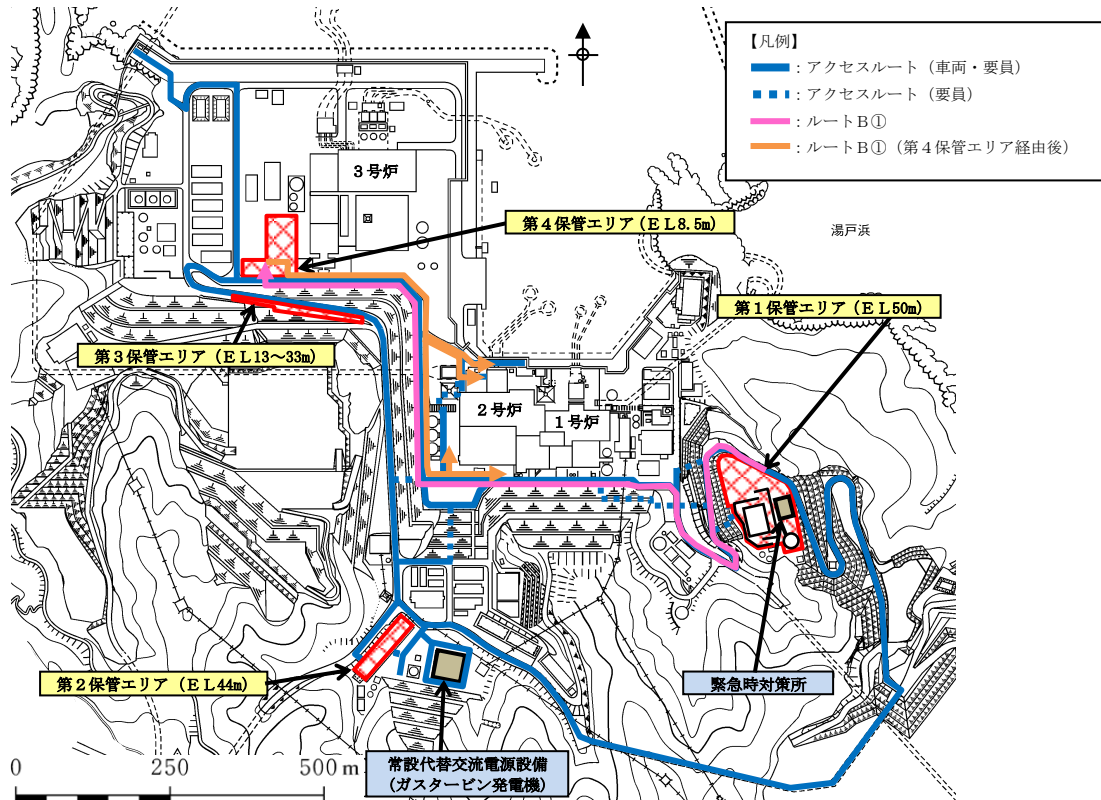 【凡例】
：アクセスルート（車両・要員）
：アクセスルート（要員）
：ルートＢ①
：ルートＢ①（第４保管エリア経由後）
３号炉
第４保管エリア（ＥＬ8.5m）
湯戸浜
第１保管エリア（ＥＬ50m）
第３保管エリア（ＥＬ13～33m）
２号炉
１号炉
第２保管エリア（ＥＬ44m）
緊急時対策所
常設代替交流電源設備
（ガスタービン発電機）
0 250 500 m